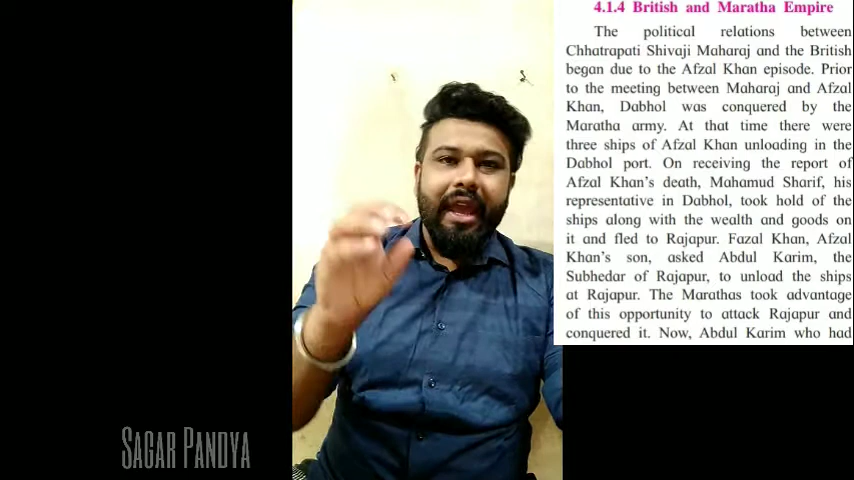 4.1.4 British and Maratha Empire
The political relations between
Chhatrapati Shivaji Maharaj and the British
began due to the Afzal Khan episode. Prior
to the meeting between Maharaj and Afzal
Khan, Dabhol was conquered by the
Maratha army. At that time there were
three ships of Afzal Khan unloading in the
Dabhol port. On receiving the report of
Afzal Khan's death, Mahamud Sharif, his
representative in Dabhol, took hold of the
ships along with the wealth and goods on
it and fled to Rajapur. Fazal Khan, Afzal
Khan's son, asked Abdul Karim, the
Subhedar of Rajapur, to unload the ships
at Rajapur. The Marathas took advantage
of this opportunity to attack Rajapur and
conquered it. Now, Abdul Karim who had
SAGAR PANDYA